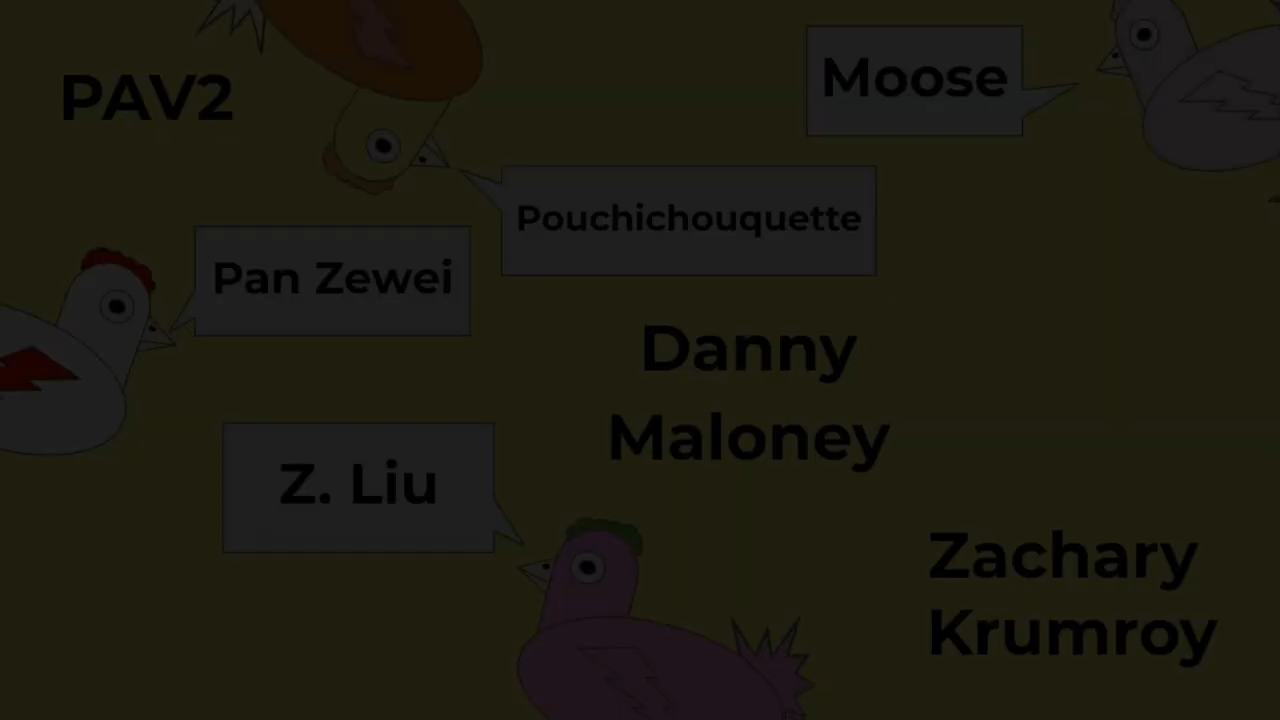 PAV2
Moose
Pouchichouquette
Pan Zewei
Danny
Maloney
Z. Liu
Zachary
Krumroy